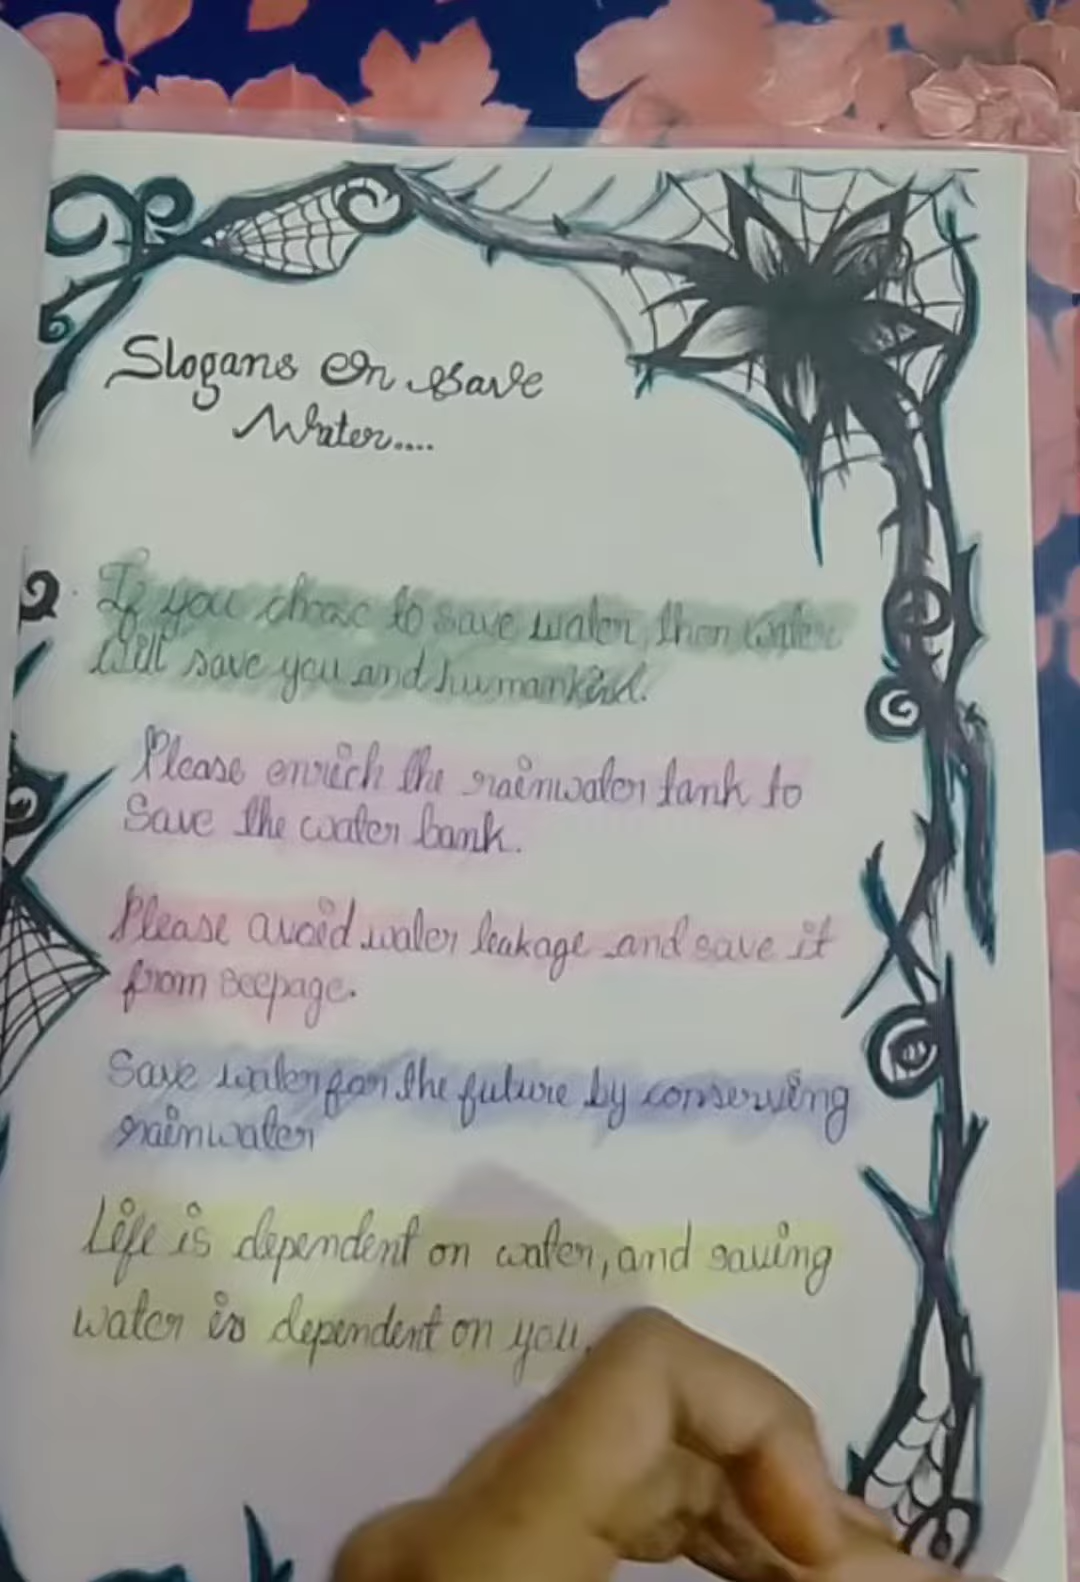 Slogans On Save
Water....
If you choose to save water, then water
will save you and humankind.
Please enrich the rainwater tank to
Save the water bank.
Please avoid water leakage and save it
from seepage.
Save water for the future by conserving
rainwater
Life is dependent on water, and saving
water is dependent on you.